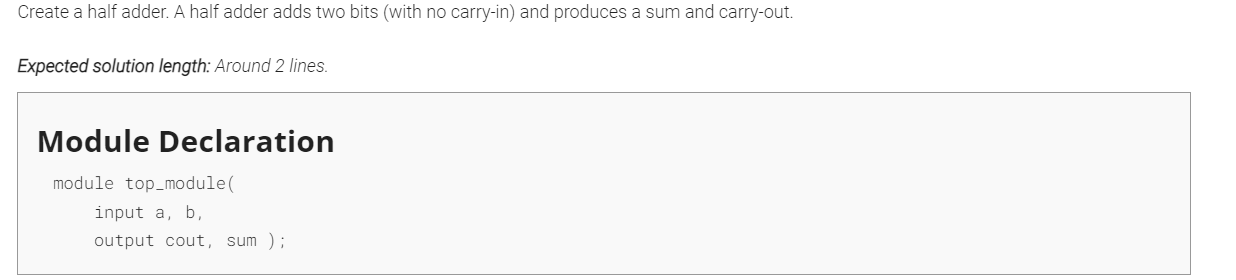 Create a half adder. A half adder adds two bits (with no carry-in) and produces a sum and carry-out.
Expected solution length: Around 2 lines.
Module Declaration
module top_module(
    input a, b,
    output cout, sum );